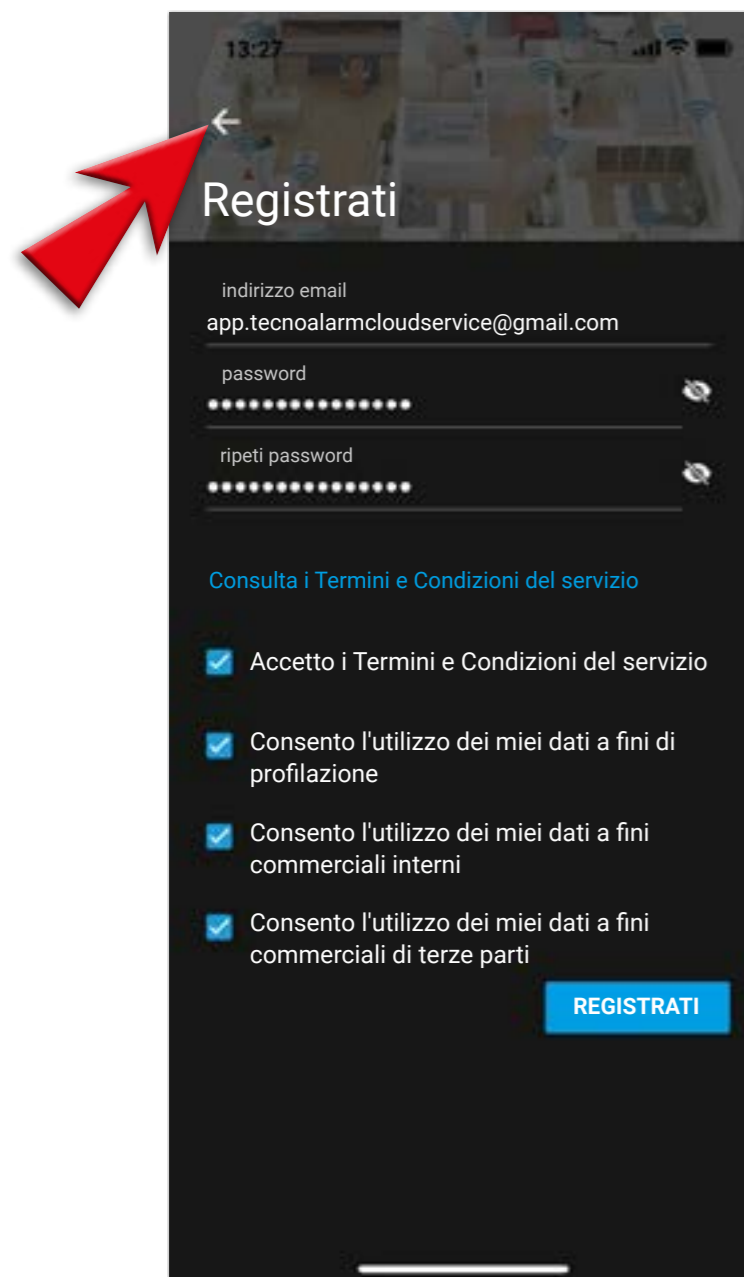 13:27
Registrati
indirizzo email
app.tecnoalarmcloudservice@gmail.com
password
ripeti password
Consulta i Termini e Condizioni del servizio
Accetto i Termini e Condizioni del servizio
Consento l'utilizzo dei miei dati a fini di
profilazione
Consento l'utilizzo dei miei dati a fini
commerciali interni
Consento l'utilizzo dei miei dati a fini
commerciali di terze parti
REGISTRATI